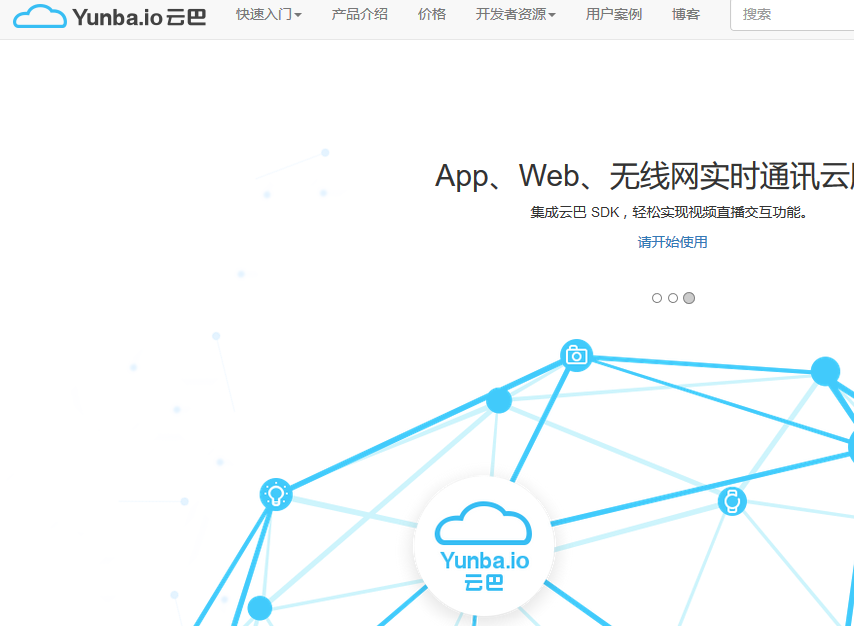 Yunba.io 云巴 快速入门 产品介绍 价格 开发者资源 用户案例 博客 搜索
App、Web、无线网实时通讯云
集成云巴 SDK，轻松实现视频直播交互功能。
请开始使用
Yunba.io
云巴